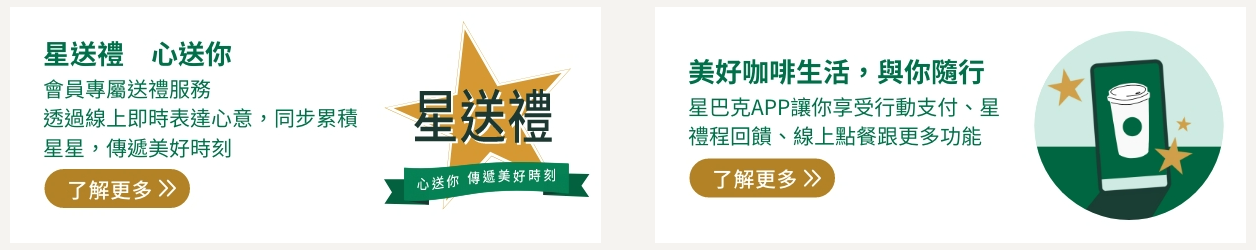 星送禮　心送你
會員專屬送禮服務
透過線上即時表達心意，同步累積
星星，傳遞美好時刻
了解更多
星送禮
心送你 傳遞美好時刻
美好咖啡生活，與你隨行
星巴克APP讓你享受行動支付、星
禮程回饋、線上點餐跟更多功能
了解更多